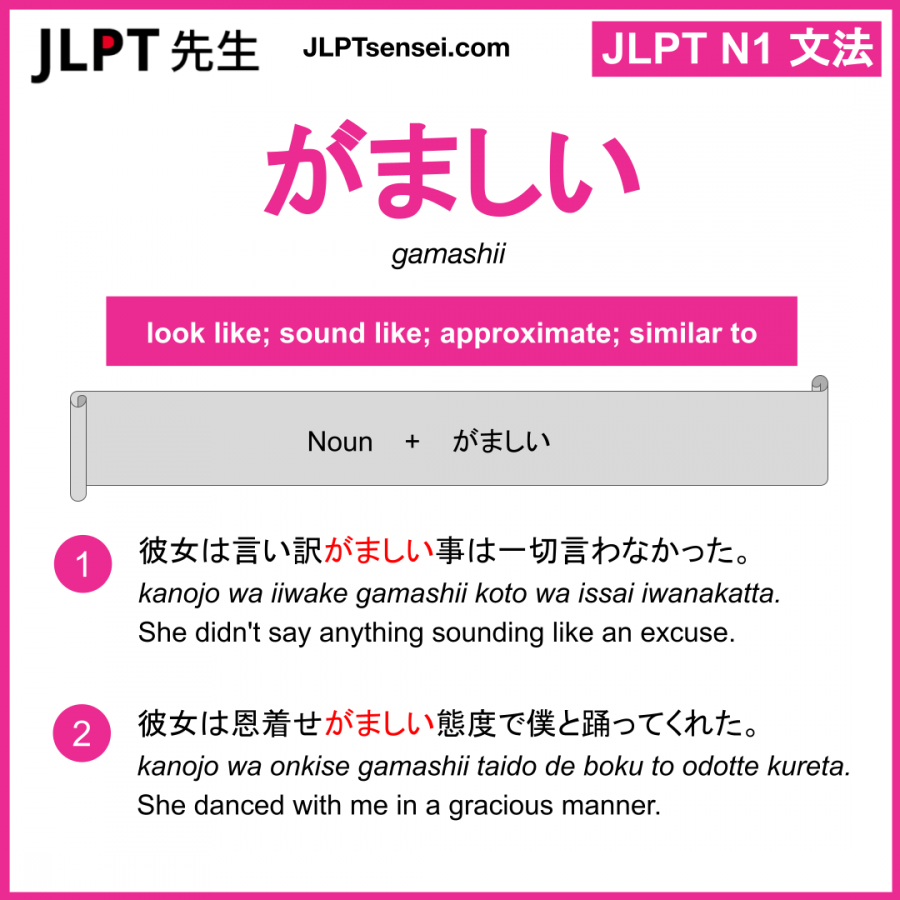 JLPT 先生
JLPTsensei.com
JLPT N1 文法
がましい
gamashii
look like; sound like; approximate; similar to
Noun + がましい
1
彼女は言い訳がましい事は一切言わなかった。
kanojo wa iiwake gamashii koto wa issai iwanakatta.
She didn't say anything sounding like an excuse.
2
彼女は恩着せがましい態度で僕と踊ってくれた。
kanojo wa onkise gamashii taido de boku to odotte kureta.
She danced with me in a gracious manner.